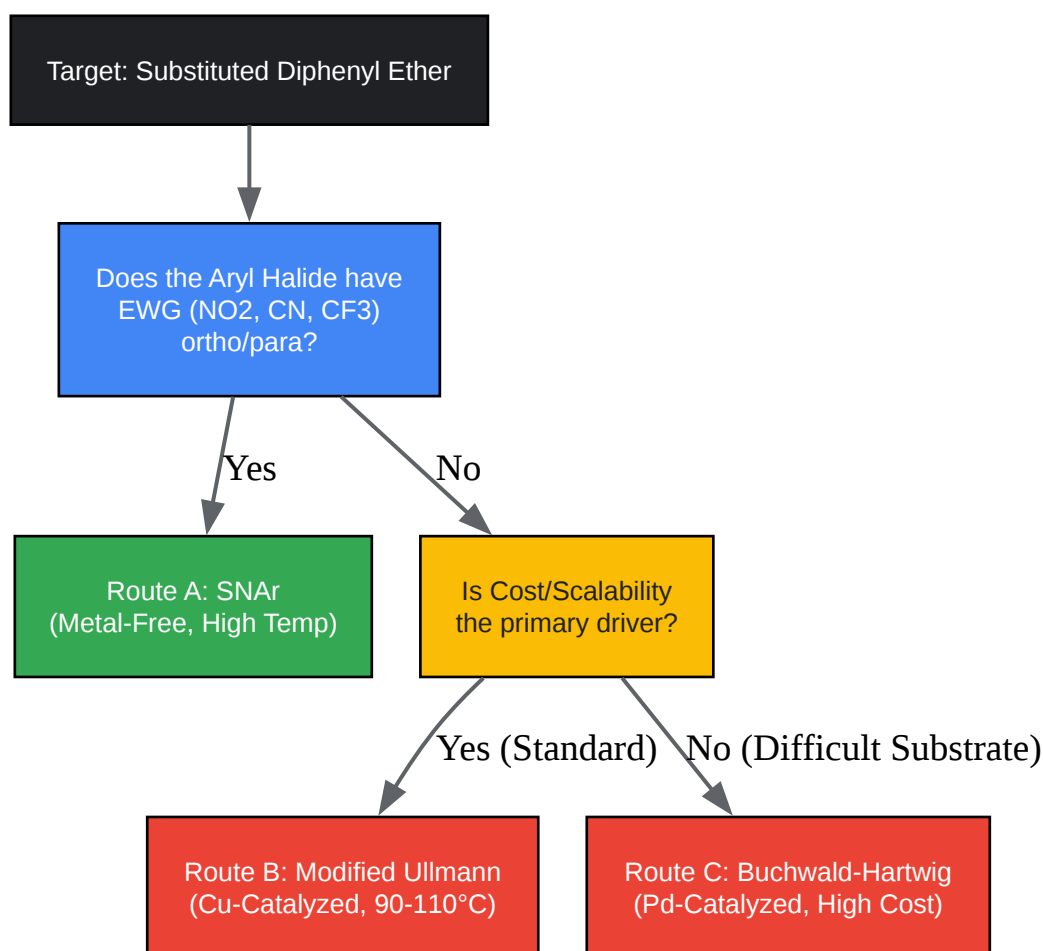 Target: Substituted Diphenyl Ether
Does the Aryl Halide have
EWG (NO2, CN, CF3)
ortho/para?
Yes
No
Route A: SNAr
(Metal-Free, High Temp)
Is Cost/Scalability
the primary driver?
Yes (Standard)
No (Difficult Substrate)
Route B: Modified Ullmann
(Cu-Catalyzed, 90-110°C)
Route C: Buchwald-Hartwig
(Pd-Catalyzed, High Cost)